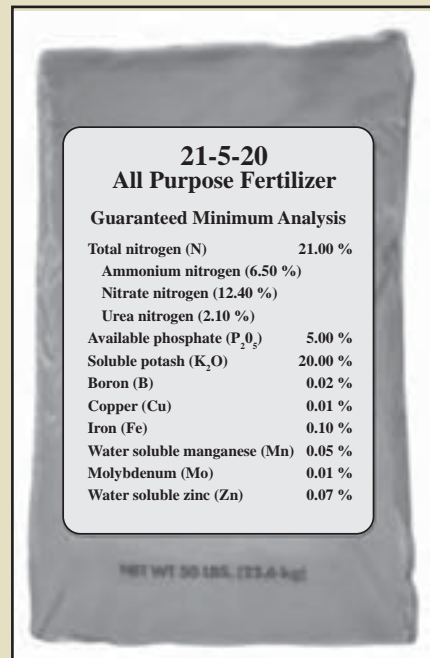 21-5-20
All Purpose Fertilizer
Guaranteed Minimum Analysis
Total nitrogen (N) 21.00 %
Ammonium nitrogen (6.50 %)
Nitrate nitrogen (12.40 %)
Urea nitrogen (2.10 %)
Available phosphate (P₂0₅) 5.00 %
Soluble potash (K₂O) 20.00 %
Boron (B) 0.02 %
Copper (Cu) 0.01 %
Iron (Fe) 0.10 %
Water soluble manganese (Mn) 0.05 %
Molybdenum (Mo) 0.01 %
Water soluble zinc (Zn) 0.07 %
NET WT 50 LBS.